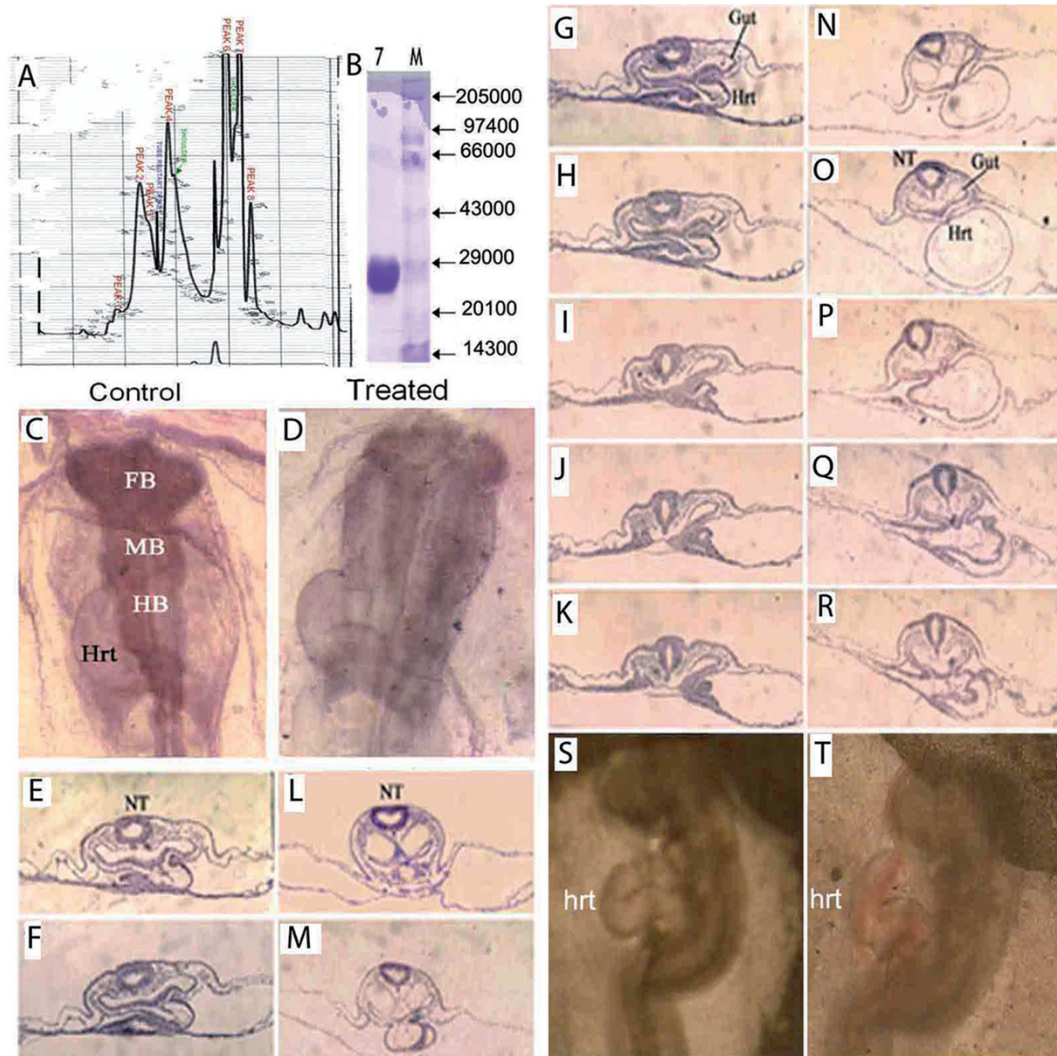 A
PEAK 2
PEAK 4
SHOULDER
PEAK 6
PEAK 7
PEAK 8
B
7 M
205000
97400
66000
43000
29000
20100
14300
Control
Treated
C
FB
MB
HB
Hrt
D
E
NT
L
NT
F
M
G
Gut
Hrt
N
H
O
NT
Gut
Hrt
I
P
J
Q
K
R
S
hrt
T
hrt